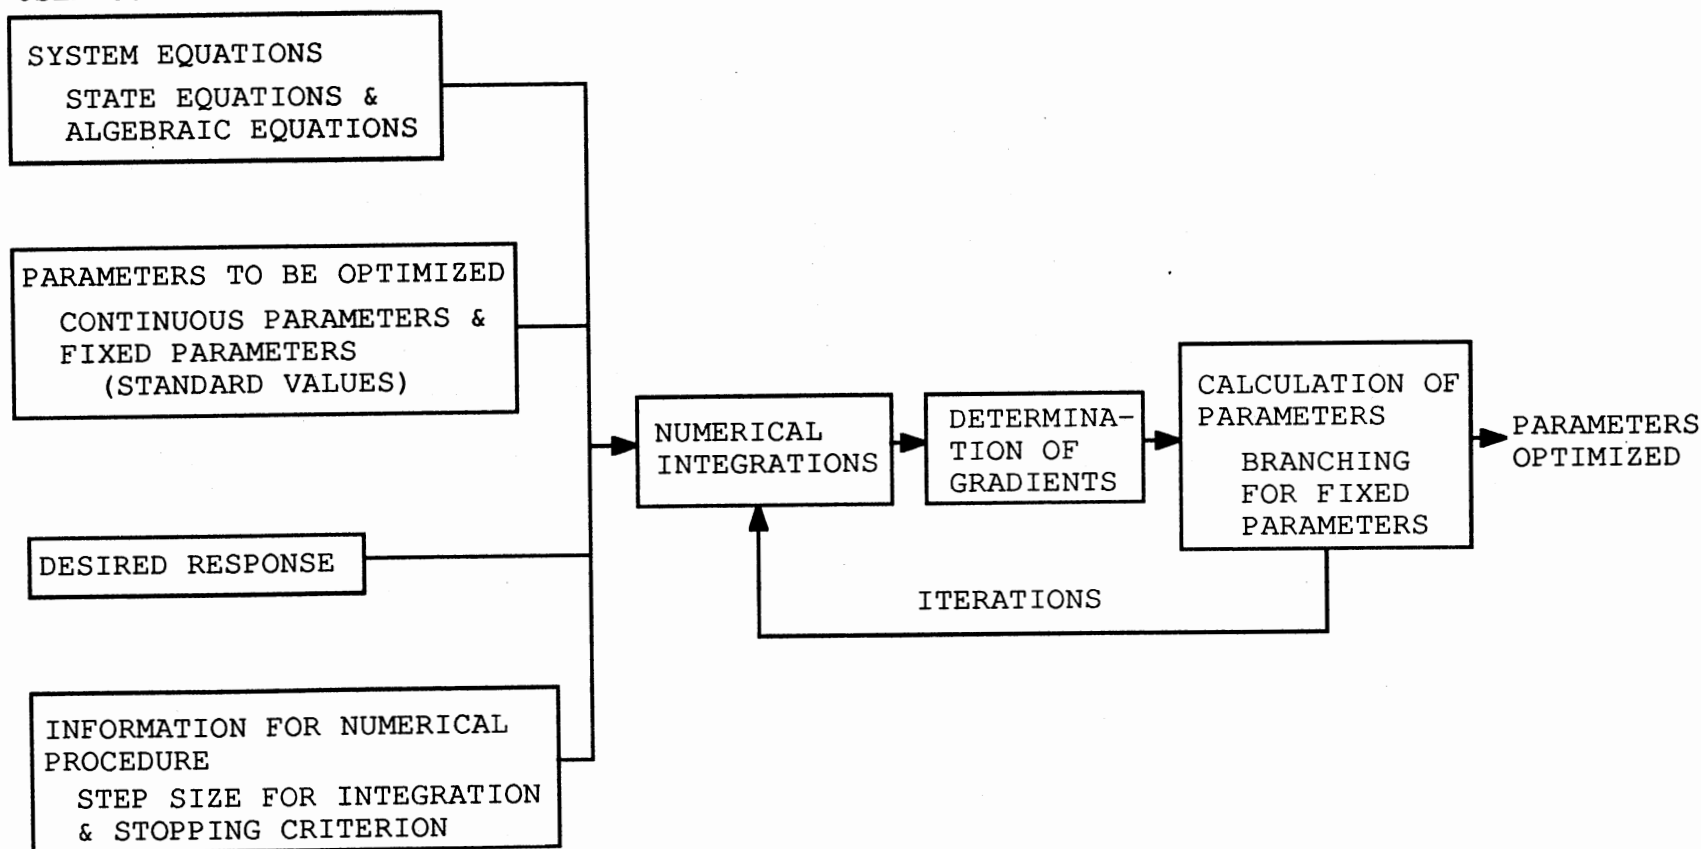 SYSTEM EQUATIONS
STATE EQUATIONS &
ALGEBRAIC EQUATIONS
PARAMETERS TO BE OPTIMIZED
CONTINUOUS PARAMETERS &
FIXED PARAMETERS
(STANDARD VALUES)
DESIRED RESPONSE
INFORMATION FOR NUMERICAL
PROCEDURE
STEP SIZE FOR INTEGRATION
& STOPPING CRITERION
NUMERICAL
INTEGRATIONS
DETERMINA-
TION OF
GRADIENTS
CALCULATION OF
PARAMETERS
BRANCHING
FOR FIXED
PARAMETERS
PARAMETERS
OPTIMIZED
ITERATIONS